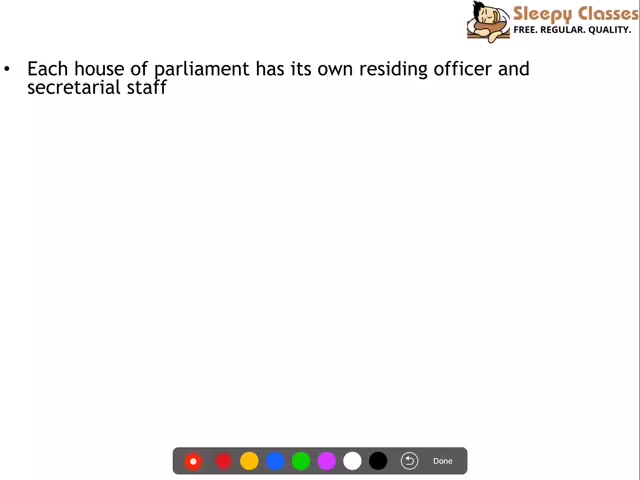 Sleepy Classes
FREE. REGULAR. QUALITY.
• Each house of parliament has its own residing officer and
secretarial staff
Done